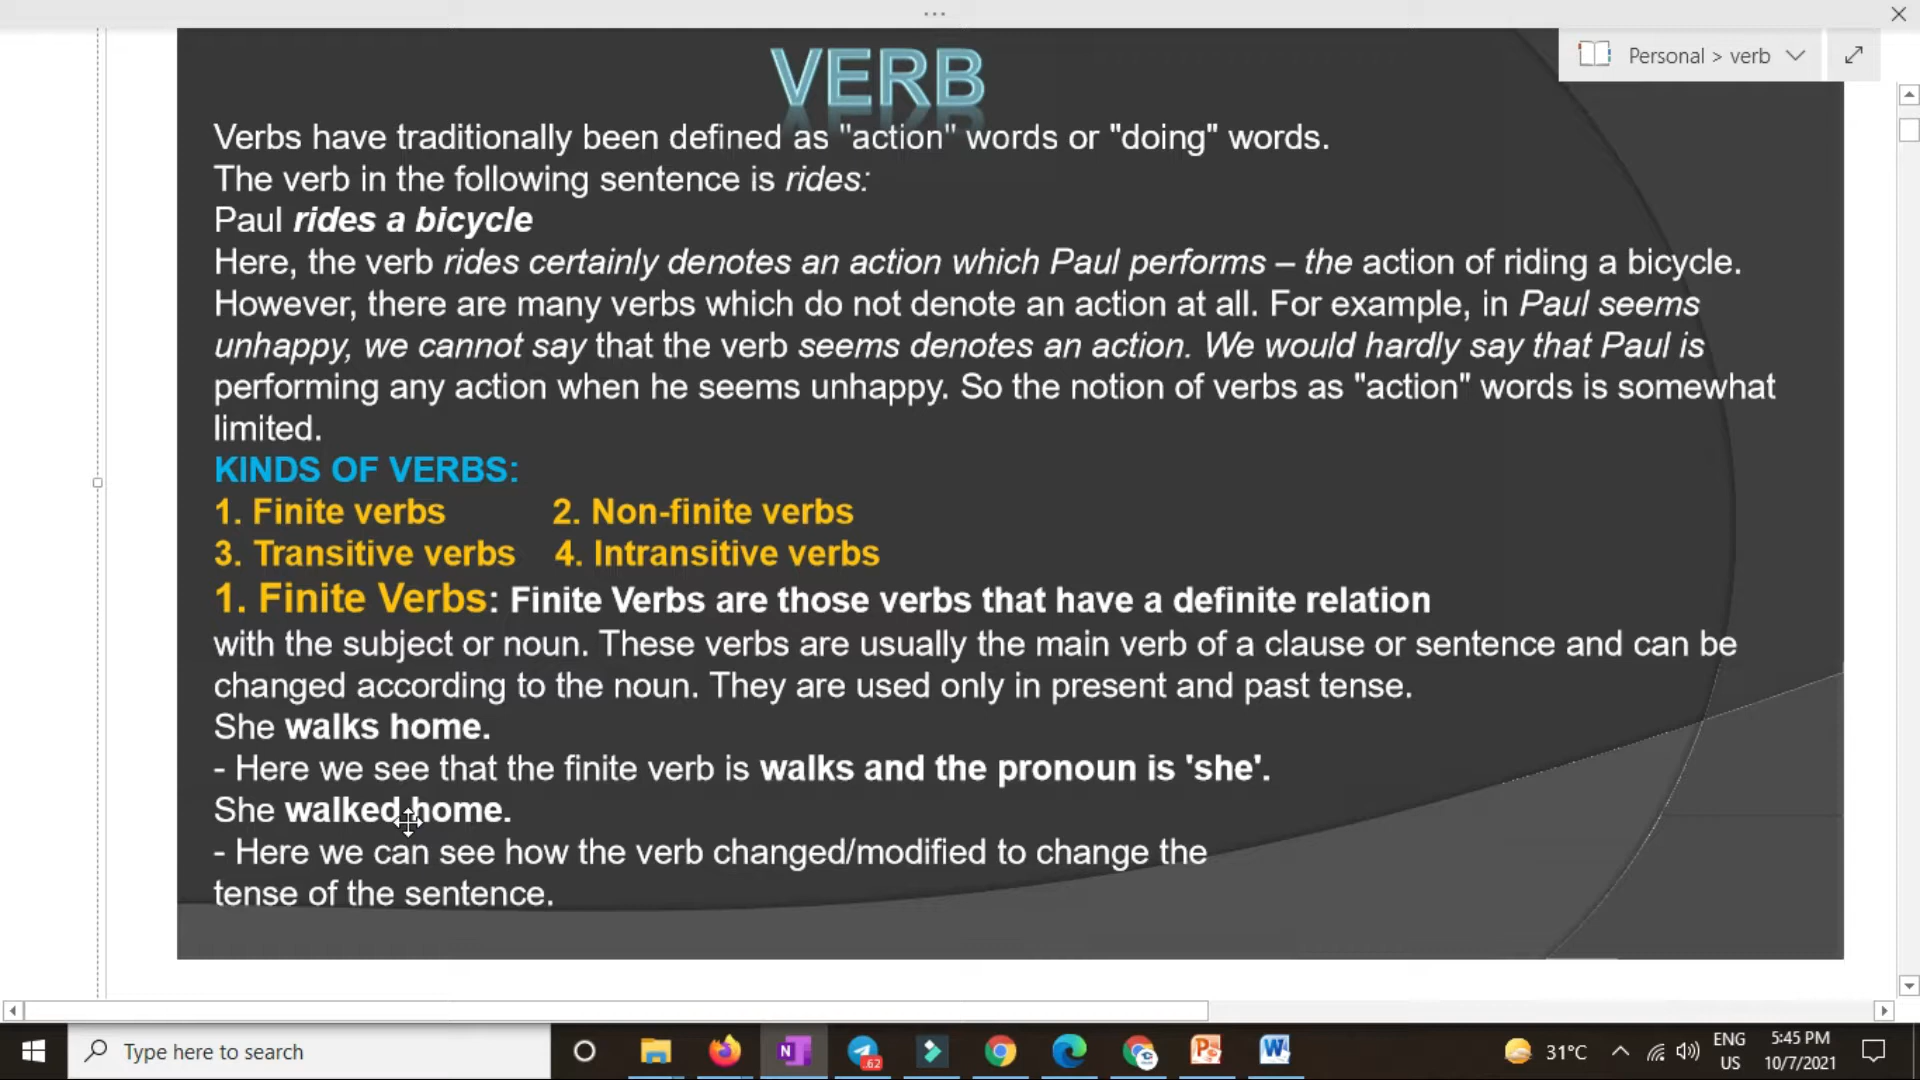 ...
Personal > verb
VERB
Verbs have traditionally been defined as "action" words or "doing" words.
The verb in the following sentence is rides:
Paul rides a bicycle
Here, the verb rides certainly denotes an action which Paul performs – the action of riding a bicycle.
However, there are many verbs which do not denote an action at all. For example, in Paul seems
unhappy, we cannot say that the verb seems denotes an action. We would hardly say that Paul is
performing any action when he seems unhappy. So the notion of verbs as "action" words is somewhat
limited.
KINDS OF VERBS:
1. Finite verbs 2. Non-finite verbs
3. Transitive verbs 4. Intransitive verbs
1. Finite Verbs: Finite Verbs are those verbs that have a definite relation
with the subject or noun. These verbs are usually the main verb of a clause or sentence and can be
changed according to the noun. They are used only in present and past tense.
She walks home.
- Here we see that the finite verb is walks and the pronoun is 'she'.
She walked home.
- Here we can see how the verb changed/modified to change the
tense of the sentence.
Type here to search
N
62
P
W
31°C
ENG
US
5:45 PM
10/7/2021